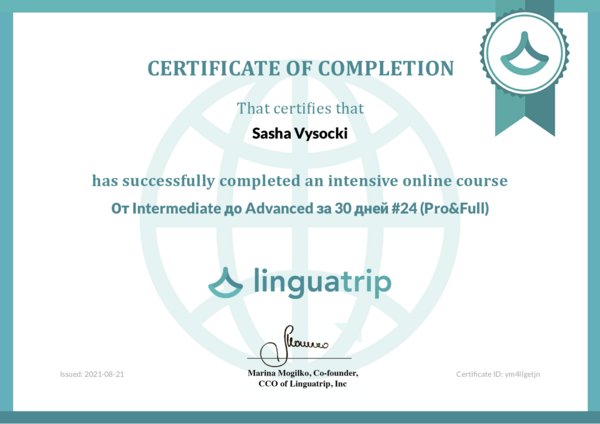 CERTIFICATE OF COMPLETION
That certifies that
Sasha Vysocki
has successfully completed an intensive online course
От Intermediate до Advanced за 30 дней #24 (Pro&Full)
linguatrip
Marina Mogilko, Co-founder,
CCO of Linguatrip, Inc
Issued: 2021-08-21
Certificate ID: ym4llgetjn